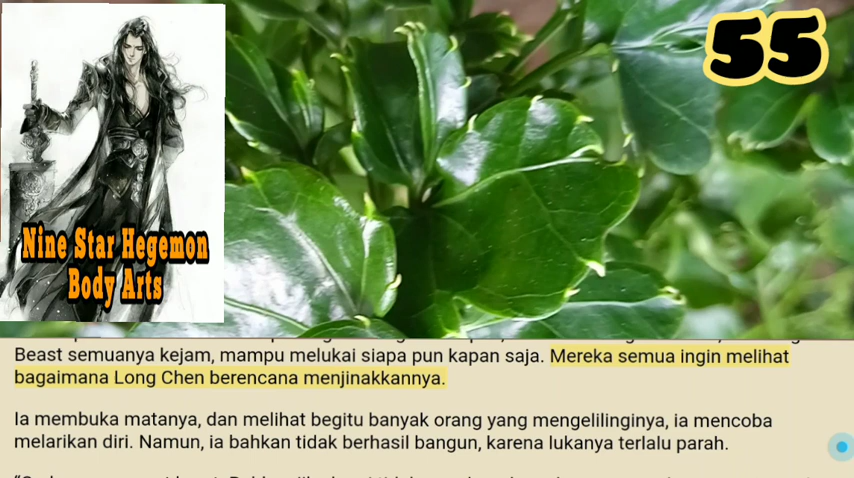 55
Nine Star Hegemon
Body Arts
Beast semuanya kejam, mampu melukai siapa pun kapan saja. Mereka semua ingin melihat
bagaimana Long Chen berencana menjinakkannya.
Ia membuka matanya, dan melihat begitu banyak orang yang mengelilinginya, ia mencoba
melarikan diri. Namun, ia bahkan tidak berhasil bangun, karena lukanya terlalu parah.